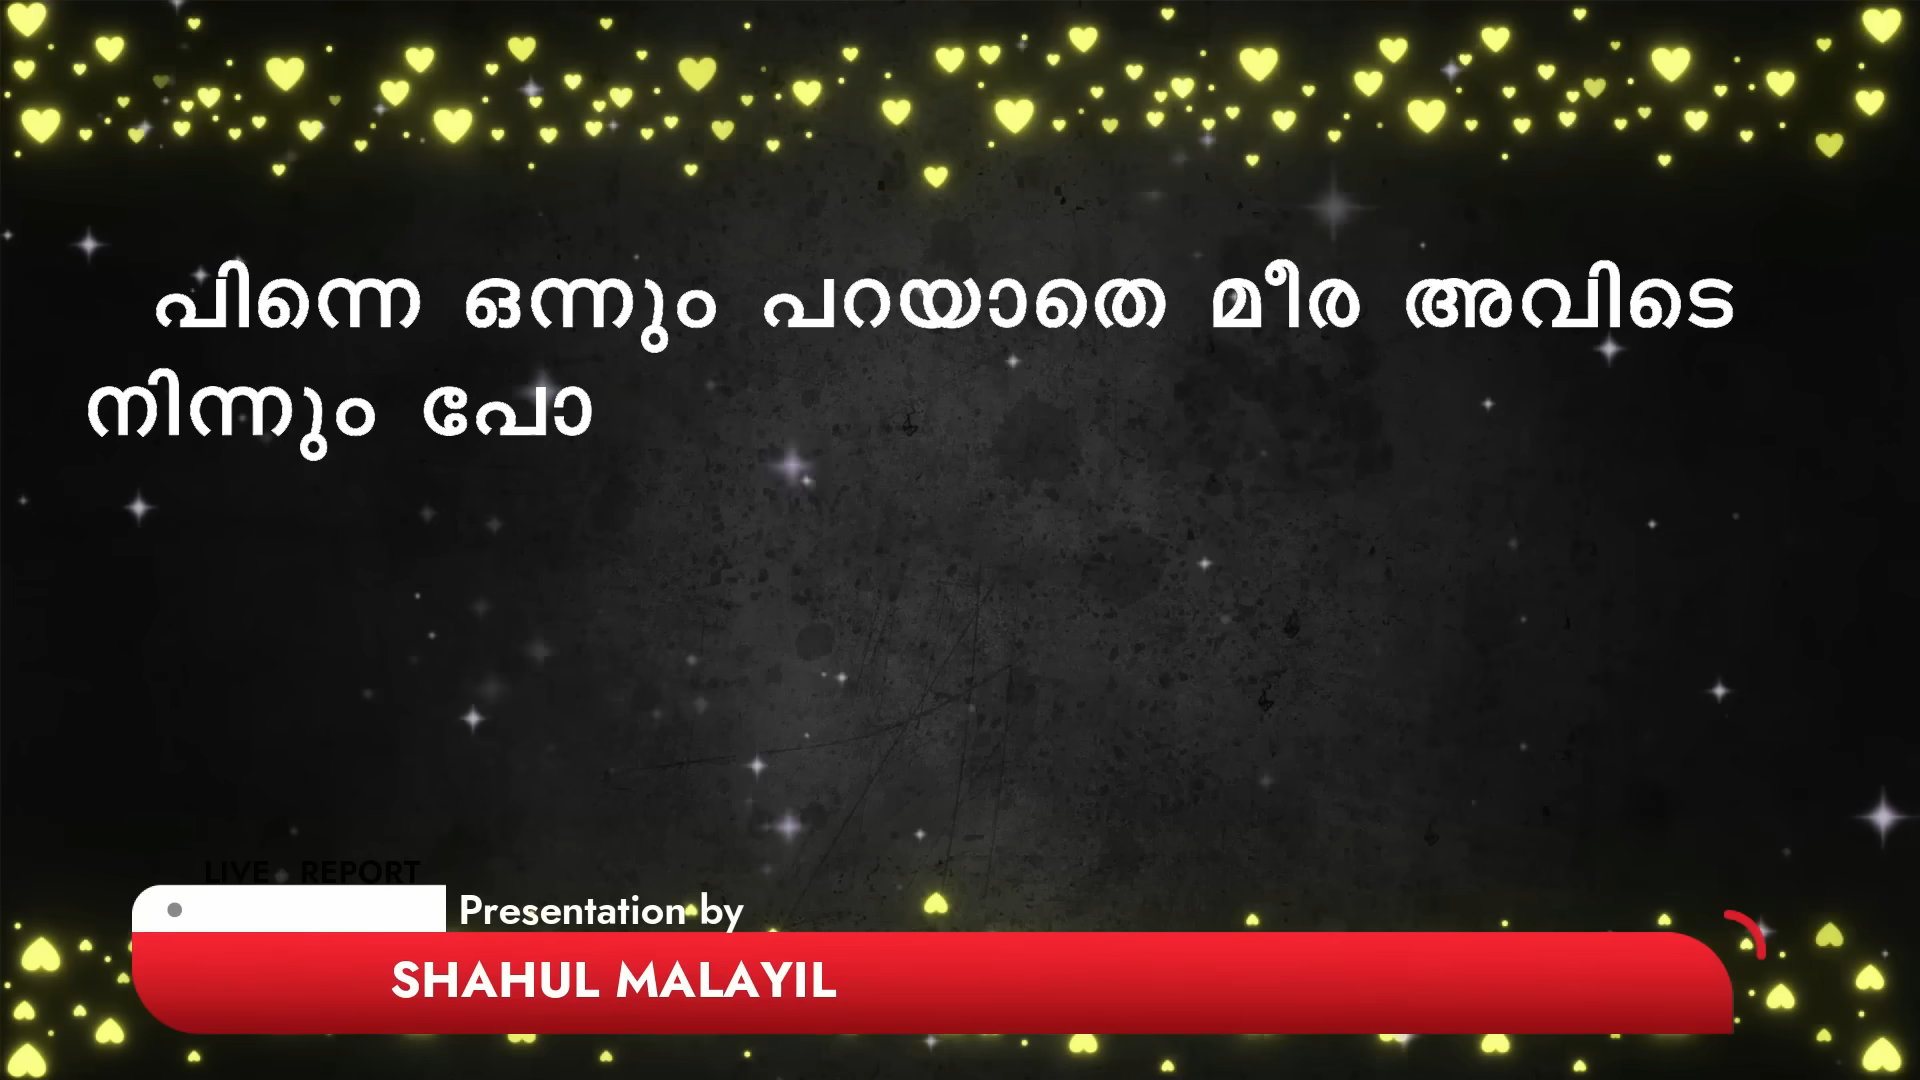 പിന്നെ ഒന്നും പറയാതെ മീര അവിടെ
നിന്നും പോ
LIVE REPORT
Presentation by
SHAHUL MALAYIL